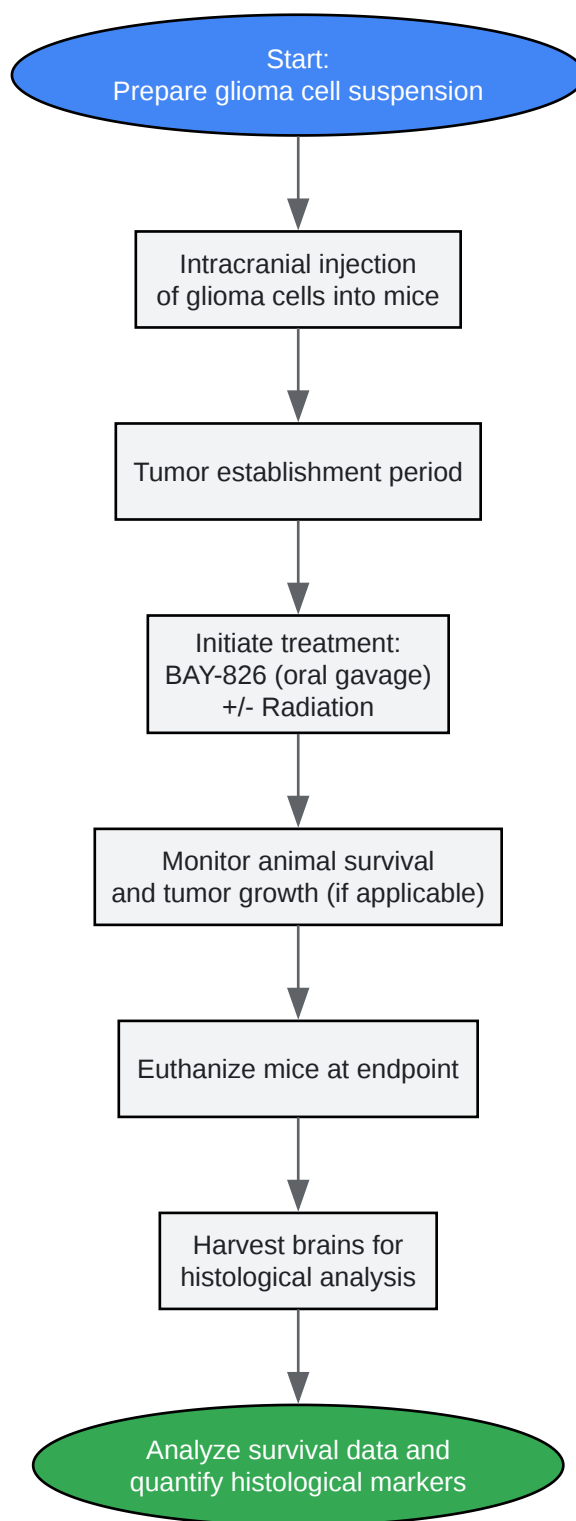 Start:
Prepare glioma cell suspension
Intracranial injection
of glioma cells into mice
Tumor establishment period
Initiate treatment:
BAY-826 (oral gavage)
+/- Radiation
Monitor animal survival
and tumor growth (if applicable)
Euthanize mice at endpoint
Harvest brains for
histological analysis
Analyze survival data and
quantify histological markers